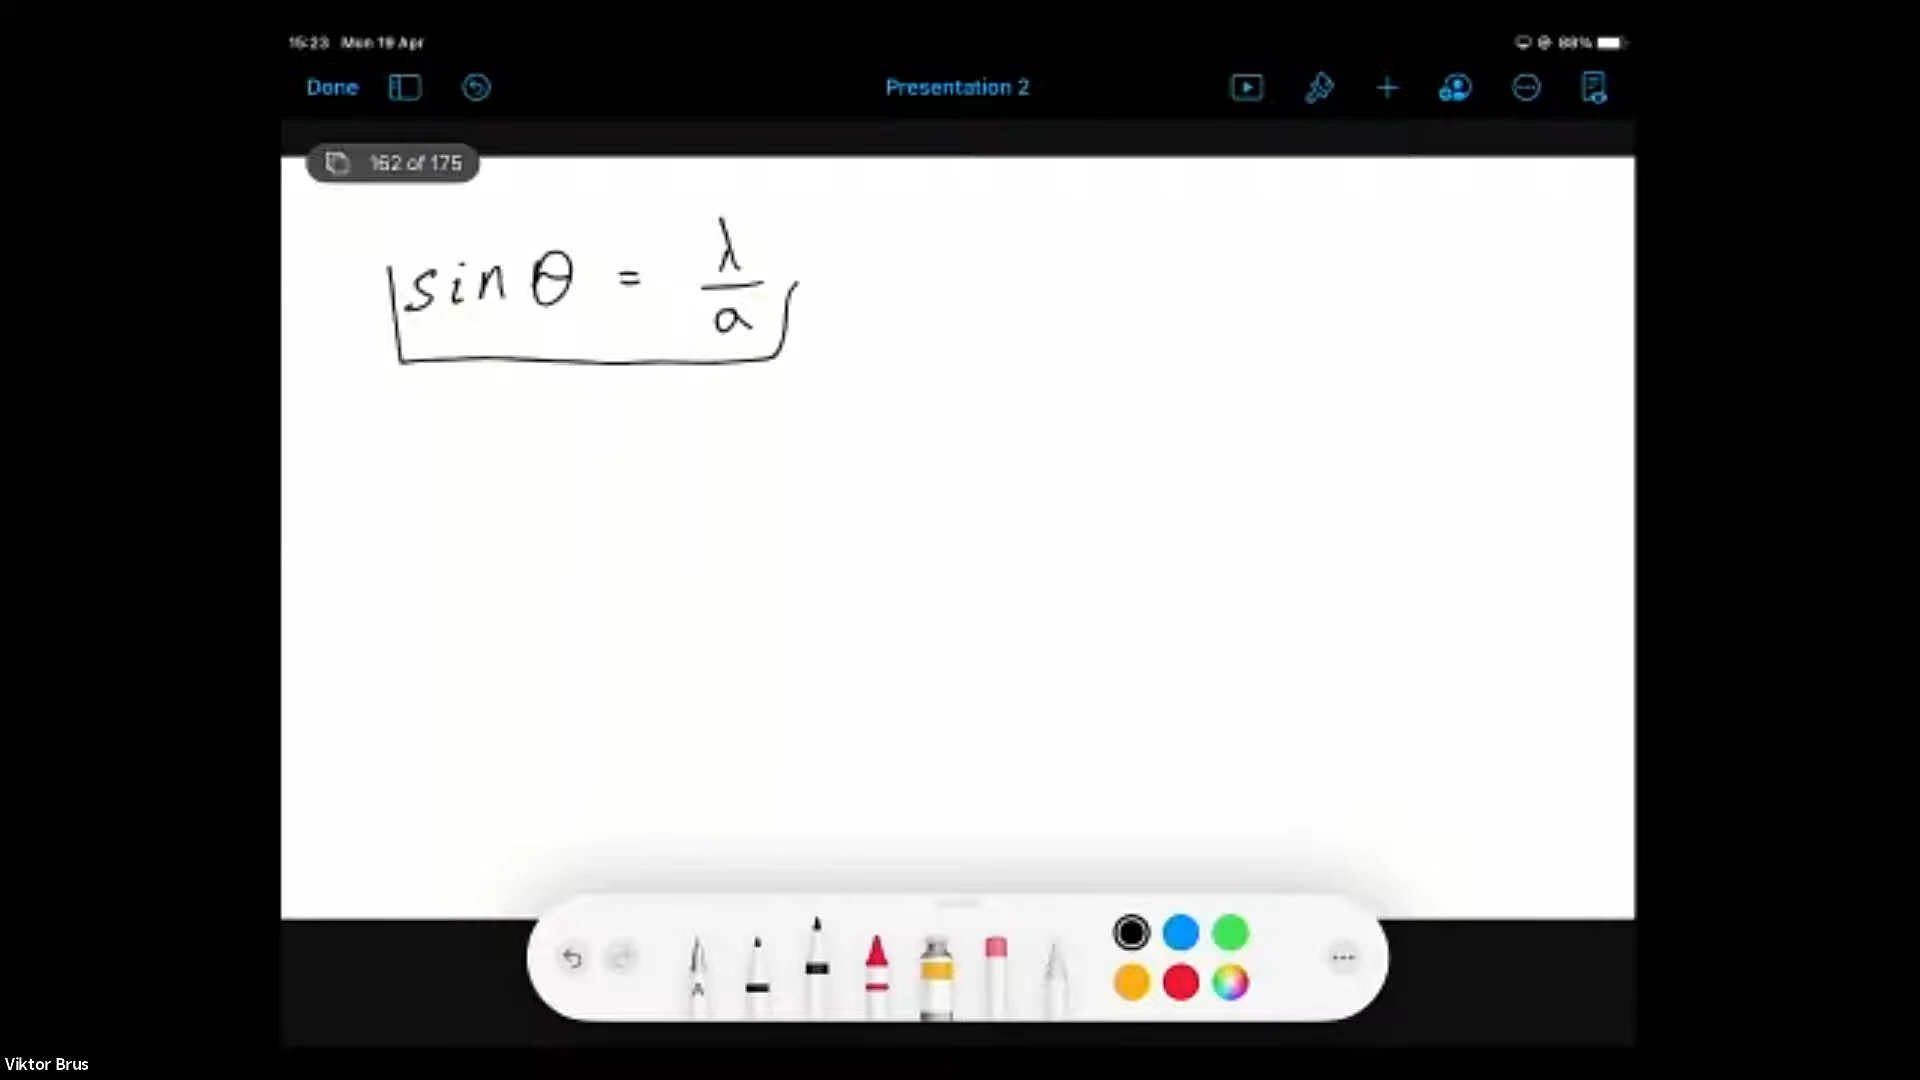 15:23 Mon 19 Apr
88%
Done
Presentation 2
162 of 175
sin θ = λ/a
A
Viktor Brus